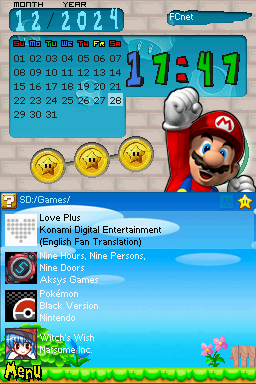 MONTH YEAR
12/2024
FCnet
Su Mo Tu We Th Fr Sa
01 02 03 04 05 06 07
08 09 10 11 12 13 14
15 16 17 18 19 20 21
22 23 24 25 26 27 28
29 30 31
17:47
M
? SD:/Games/
Love Plus
Konami Digital Entertainment
(English Fan Translation)
Nine Hours, Nine Persons,
Nine Doors
Aksys Games
Pokémon
Black Version
Nintendo
Witch's Wish
Natsume Inc.
Menu